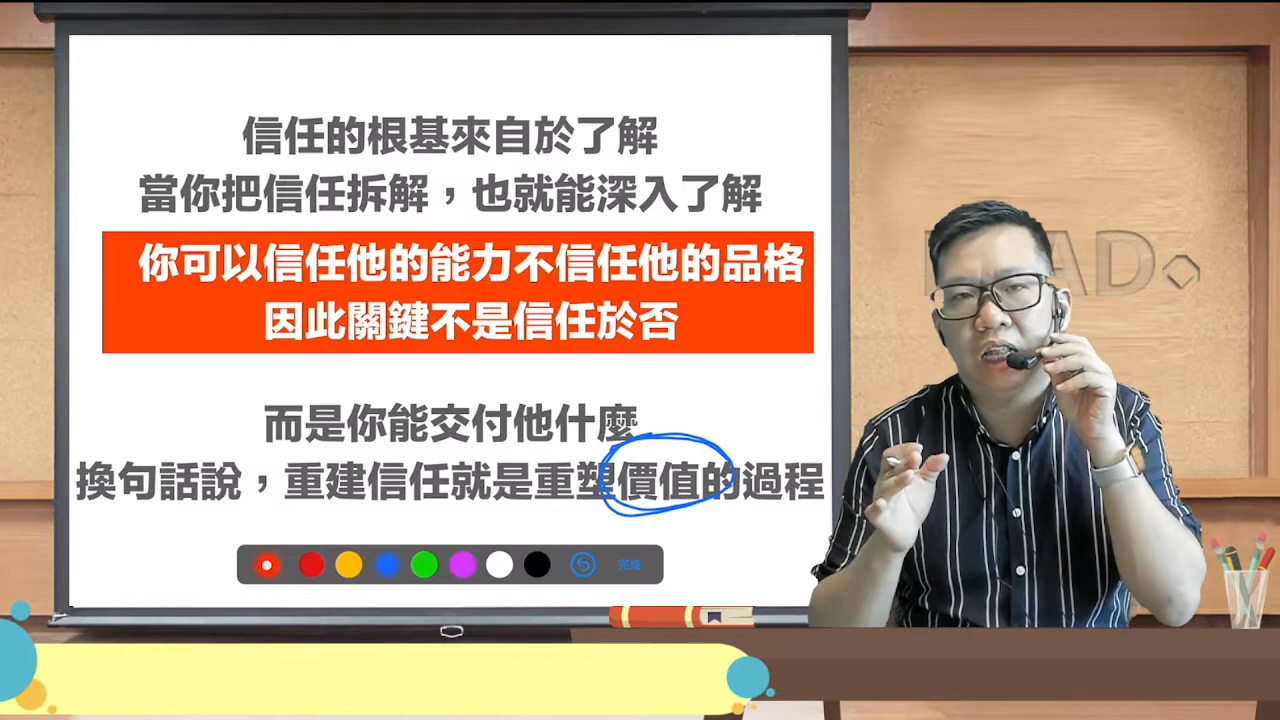 信任的根基來自於了解
當你把信任拆解，也就能深入了解
你可以信任他的能力不信任他的品格
因此關鍵不是信任於否
而是你能交付他什麼
換句話說，重建信任就是重塑價值的過程
完成